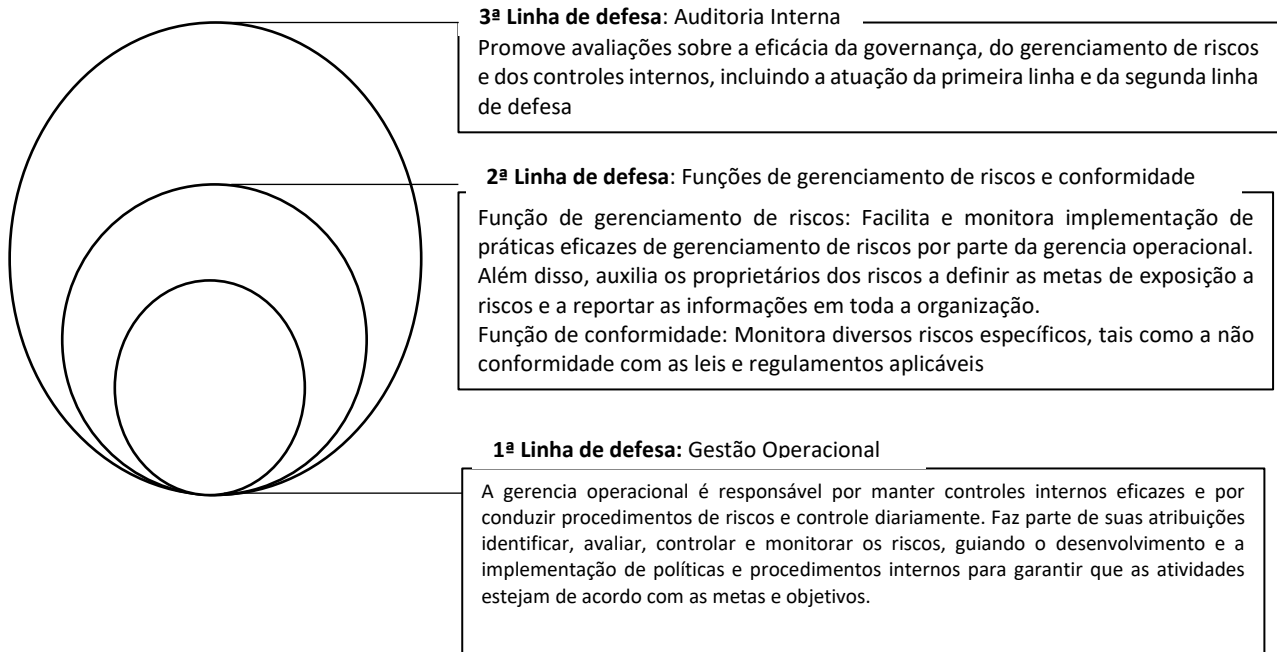 3ª Linha de defesa: Auditoria Interna
Promove avaliações sobre a eficácia da governança, do gerenciamento de riscos
e dos controles internos, incluindo a atuação da primeira linha e da segunda linha
de defesa
2ª Linha de defesa: Funções de gerenciamento de riscos e conformidade
Função de gerenciamento de riscos: Facilita e monitora implementação de
práticas eficazes de gerenciamento de riscos por parte da gerencia operacional.
Além disso, auxilia os proprietários dos riscos a definir as metas de exposição a
riscos e a reportar as informações em toda a organização.
Função de conformidade: Monitora diversos riscos específicos, tais como a não
conformidade com as leis e regulamentos aplicáveis
1ª Linha de defesa: Gestão Operacional
A gerencia operacional é responsável por manter controles internos eficazes e por
conduzir procedimentos de riscos e controle diariamente. Faz parte de suas atribuições
identificar, avaliar, controlar e monitorar os riscos, guiando o desenvolvimento e a
implementação de políticas e procedimentos internos para garantir que as atividades
estejam de acordo com as metas e objetivos.